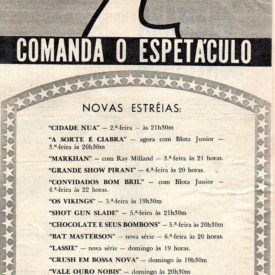 COMANDA O ESPETÁCULO
NOVAS ESTRÉIAS:
"CIDADE NUA" — 2.ª-feira — às 21h30m
"A SORTE É CIABRA" — agora com Blota Junior —
3.ª-feira às 20h30m
"MARKHAN" — com Ray Milland — 3.ª-feira às 21 horas.
"GRANDE SHOW PIRANI" — 4.ª-feira às 20 horas.
"CONVIDADOS BOM BRIL" — com Blota Junior —
4.ª-feira às 22 horas.
"OS VIKINGS" — 5.ª-feira às 19h30m
"SHOT GUN SLADE" — 5.ª-feira às 21h30m
"CHOCOLATE E SEUS BOMBONS" — 5.ª-feira às 20h30m
"BAT MASTERSON" — nova série — 6.ª-feira às 20 horas.
"LASSIE" — nova série — domingo às 19 horas.
"CRUSH EM BOSSA NOVA" — domingo às 19h30m
"VALE OURO NOBIS" — domingo às 20h30m